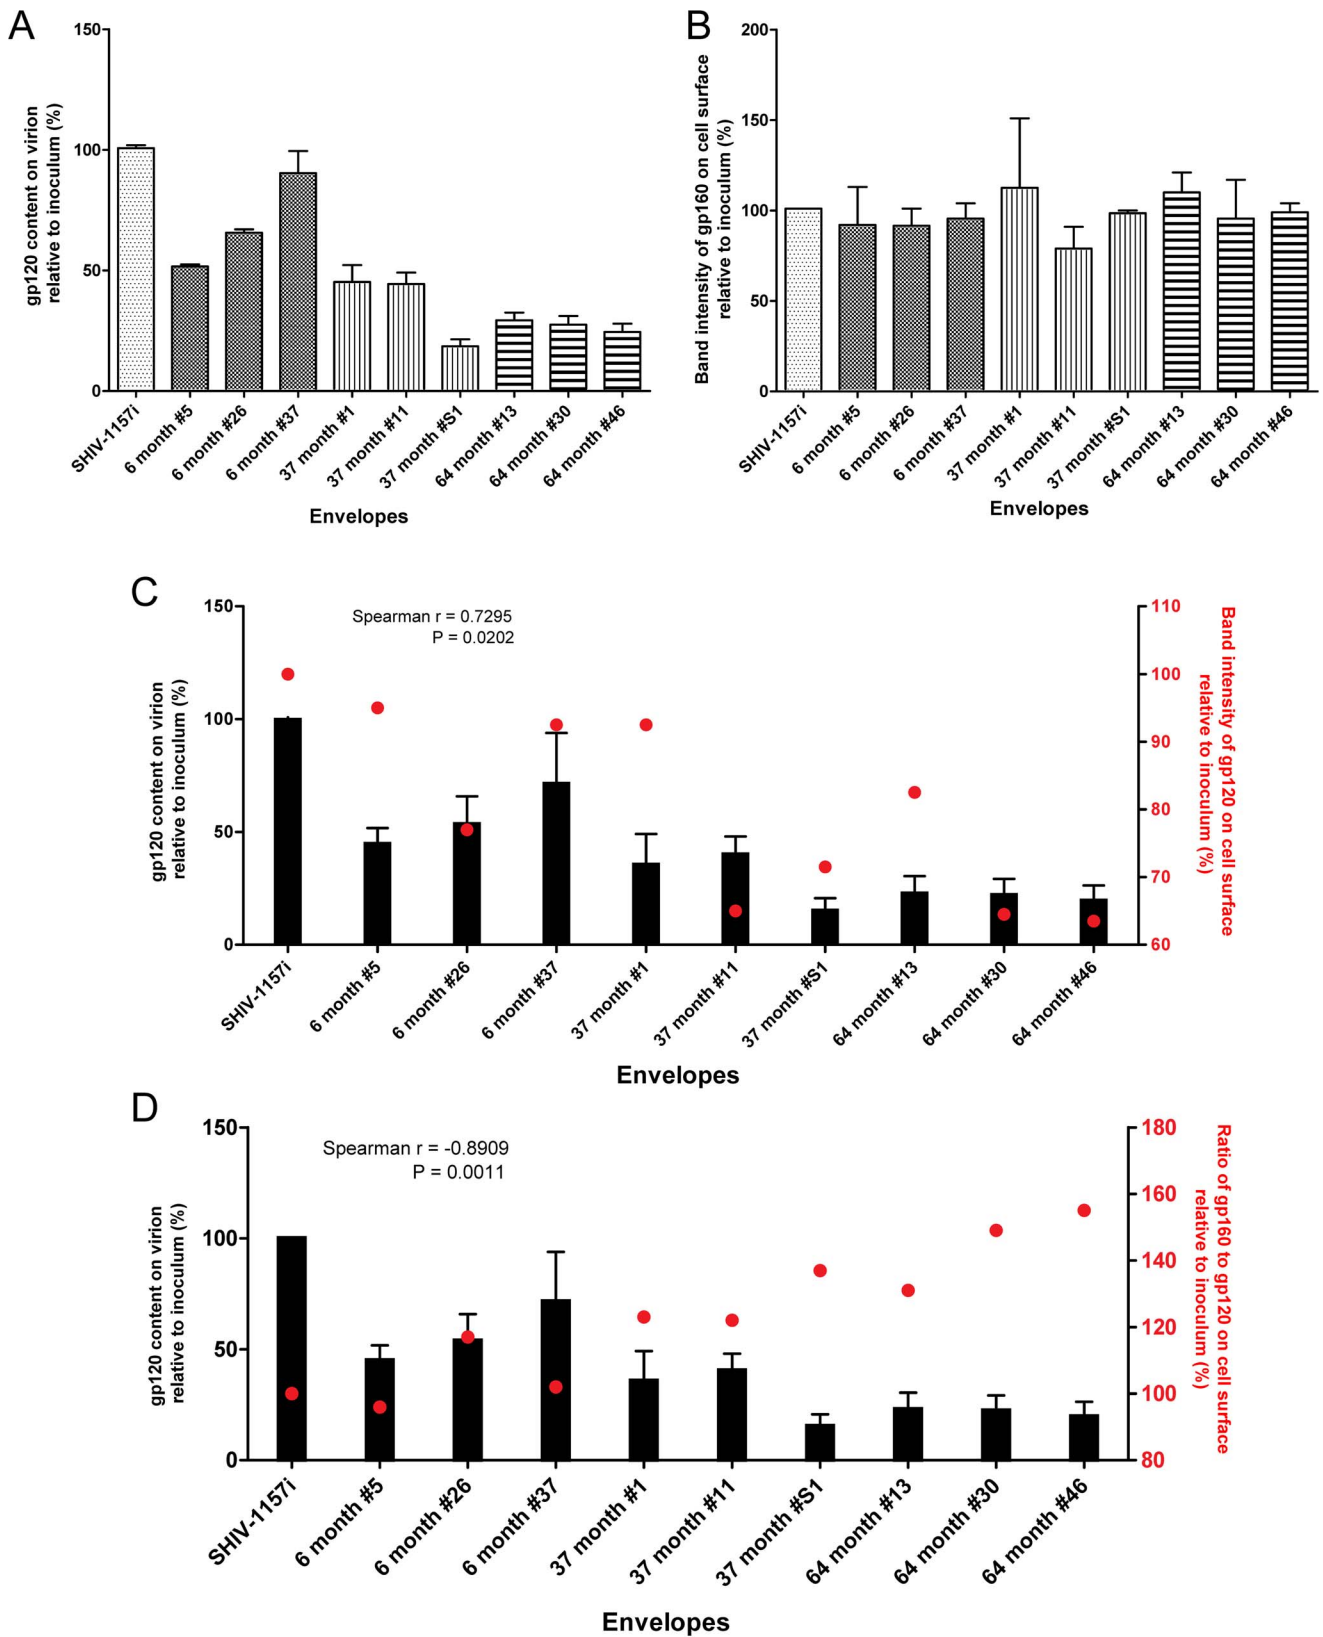 A
gp120 content on virion
relative to inoculum (%)
150
100
50
0
SHIV-1157i
6 month #5
6 month #26
6 month #37
37 month #1
37 month #11
37 month #S1
64 month #13
64 month #30
64 month #46
Envelopes
B
Band intensity of gp160 on cell surface
relative to inoculum (%)
200
150
100
50
0
SHIV-1157i
6 month #5
6 month #26
6 month #37
37 month #1
37 month #11
37 month #S1
64 month #13
64 month #30
64 month #46
Envelopes
C
gp120 content on virion
relative to inoculum (%)
150
100
50
0
Spearman r = 0.7295
P = 0.0202
110
100
90
80
70
60
Band intensity of gp120 on cell surface
relative to inoculum (%)
SHIV-1157i
6 month #5
6 month #26
6 month #37
37 month #1
37 month #11
37 month #S1
64 month #13
64 month #30
64 month #46
Envelopes
D
gp120 content on virion
relative to inoculum (%)
150
100
50
0
Spearman r = -0.8909
P = 0.0011
180
160
140
120
100
80
Ratio of gp160 to gp120 on cell surface
relative to inoculum (%)
SHIV-1157i
6 month #5
6 month #26
6 month #37
37 month #1
37 month #11
37 month #S1
64 month #13
64 month #30
64 month #46
Envelopes